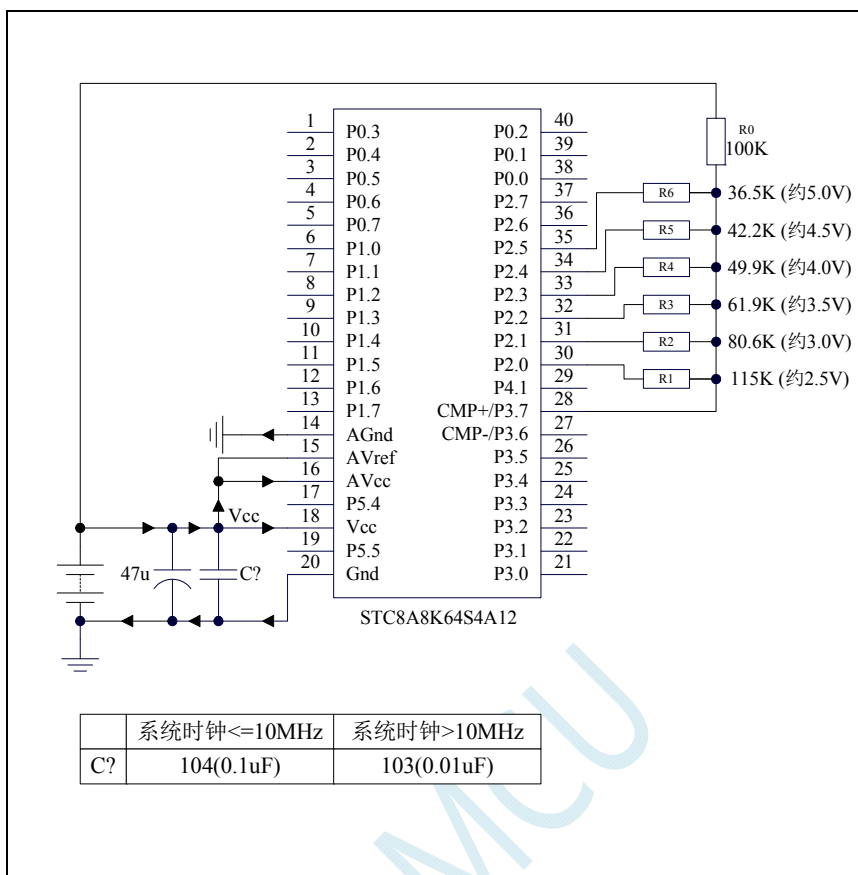 1 P0.3 P0.2 40
2 P0.4 P0.1 39
3 P0.5 P0.0 38
4 P0.6 P2.7 37
5 P0.7 P2.6 36
6 P1.0 P2.5 35
7 P1.1 P2.4 34
8 P1.2 P2.3 33
9 P1.3 P2.2 32
10 P1.4 P2.1 31
11 P1.5 P2.0 30
12 P1.6 P4.1 29
13 P1.7 CMP+/P3.7 28
14 AGnd CMP-/P3.6 27
15 AVref P3.5 26
16 AVcc P3.4 25
17 P5.4 P3.3 24
18 Vcc P3.2 23
19 P5.5 P3.1 22
20 Gnd P3.0 21
STC8A8K64S4A12
R0
100K
R6 36.5K (约5.0V)
R5 42.2K (约4.5V)
R4 49.9K (约4.0V)
R3 61.9K (约3.5V)
R2 80.6K (约3.0V)
R1 115K (约2.5V)
Vcc
47u C?
系统时钟<=10MHz 系统时钟>10MHz
C? 104(0.1uF) 103(0.01uF)
MCU